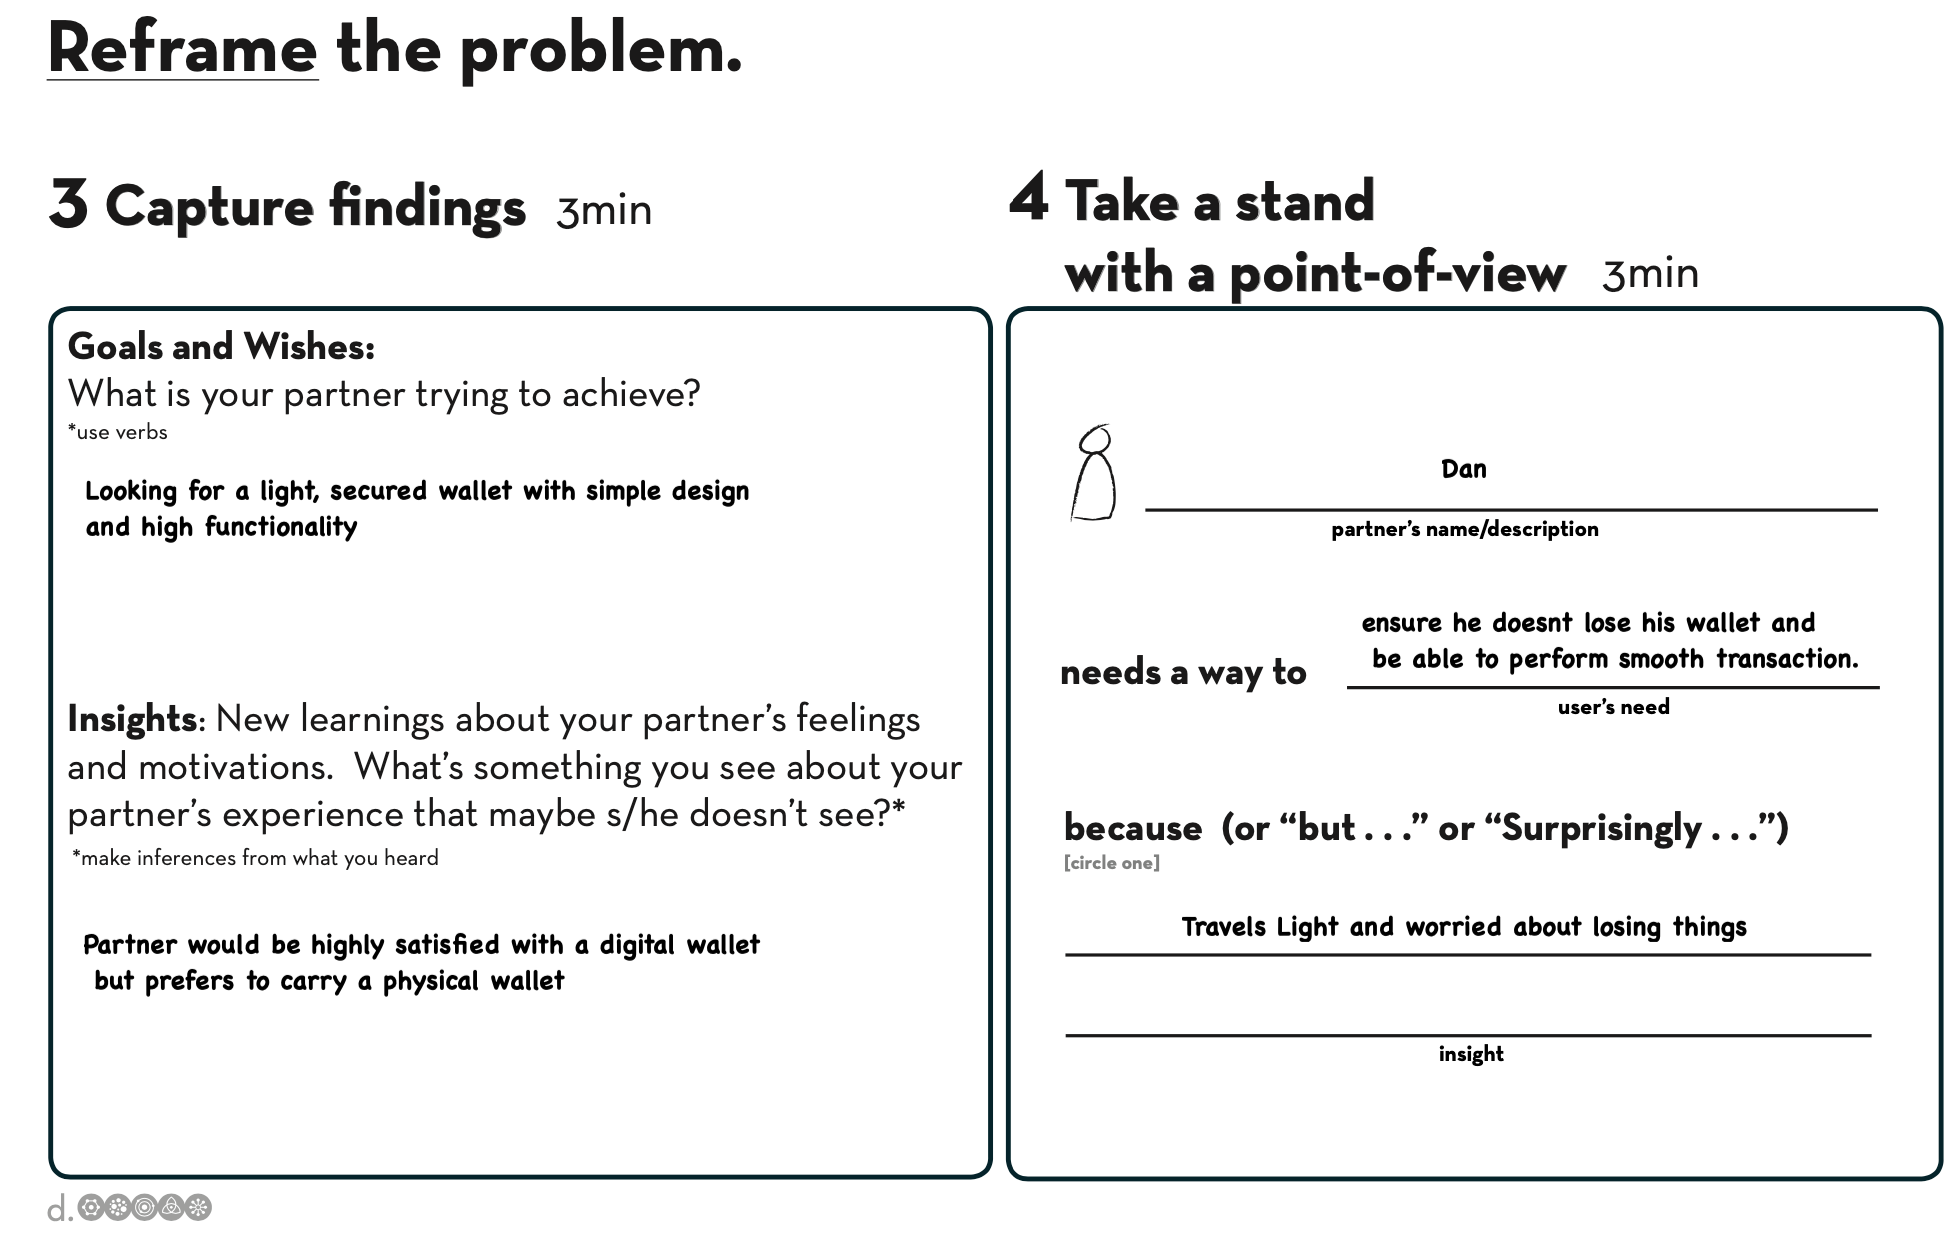 Reframe the problem.
3 Capture findings 3min
Goals and Wishes:
What is your partner trying to achieve?
*use verbs
Looking for a light, secured wallet with simple design
and high functionality
Insights: New learnings about your partner’s feelings
and motivations. What’s something you see about your
partner’s experience that maybe s/he doesn’t see?*
*make inferences from what you heard
Partner would be highly satisfied with a digital wallet
but prefers to carry a physical wallet
4 Take a stand
with a point-of-view 3min
Dan
partner’s name/description
ensure he doesnt lose his wallet and
be able to perform smooth transaction.
needs a way to
user’s need
because (or “but . . .” or “Surprisingly . . .”)
[circle one]
Travels Light and worried about losing things
insight
d.